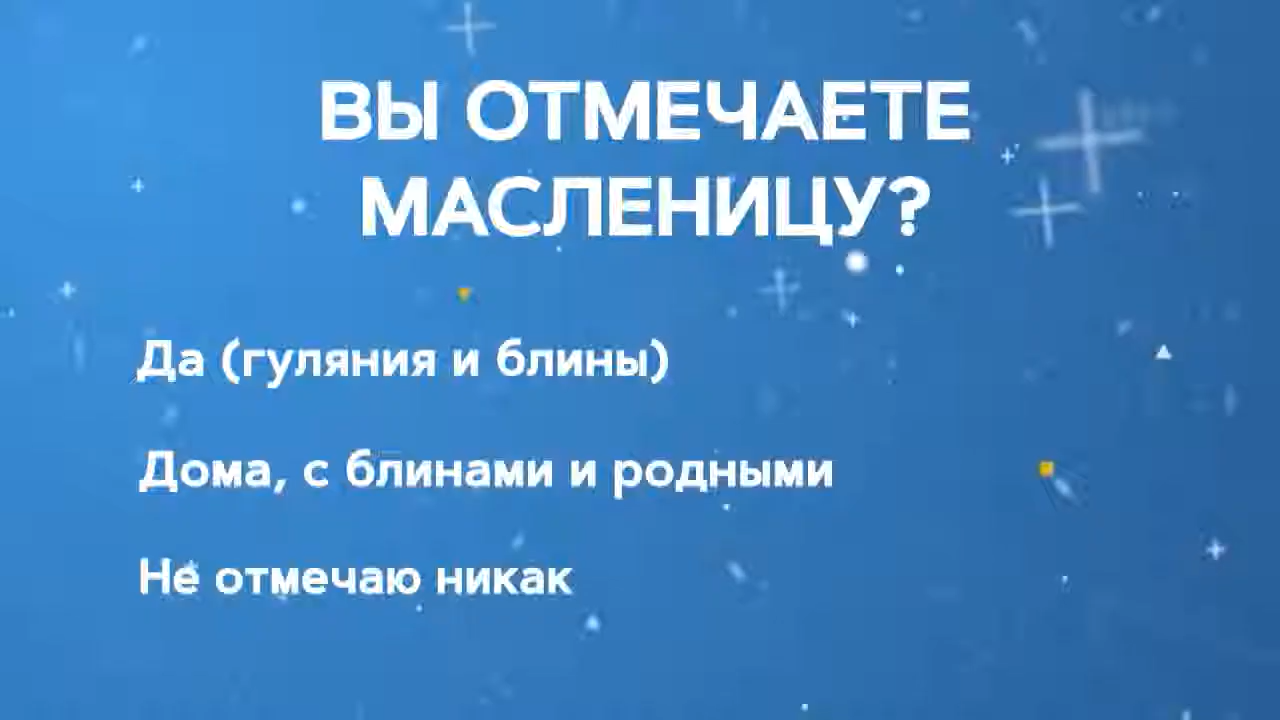 ВЫ ОТМЕЧАЕТЕ
МАСЛЕНИЦУ?
Да (гуляния и блины)
Дома, с блинами и родными
Не отмечаю никак